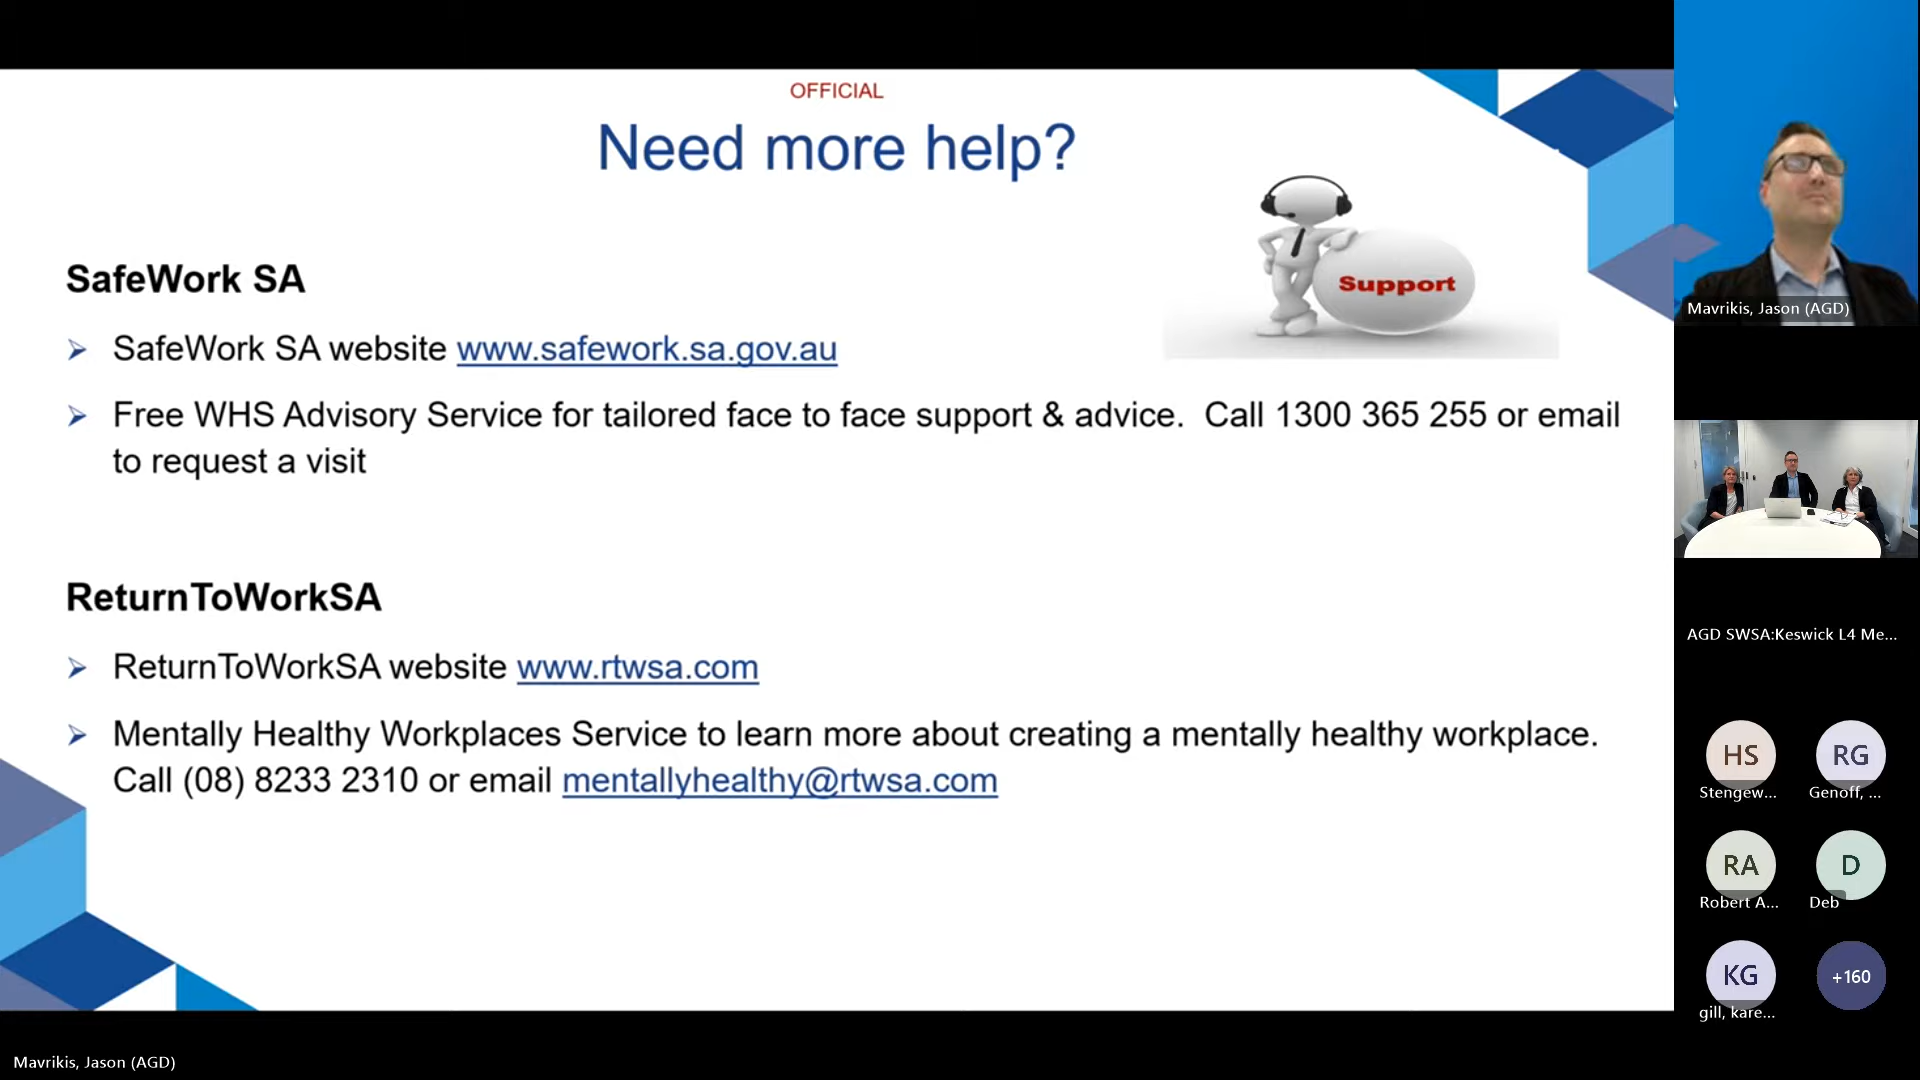 OFFICIAL
Need more help?
Support
SafeWork SA
SafeWork SA website www.safework.sa.gov.au
Free WHS Advisory Service for tailored face to face support & advice. Call 1300 365 255 or email
to request a visit
ReturnToWorkSA
ReturnToWorkSA website www.rtwsa.com
Mentally Healthy Workplaces Service to learn more about creating a mentally healthy workplace.
Call (08) 8233 2310 or email mentallyhealthy@rtwsa.com
Mavrikis, Jason (AGD)
Mavrikis, Jason (AGD)
AGD SWSA:Keswick L4 Me...
HS
Stengew...
RG
Genoff, ...
RA
Robert A...
D
Deb
KG
gill, kare...
+160